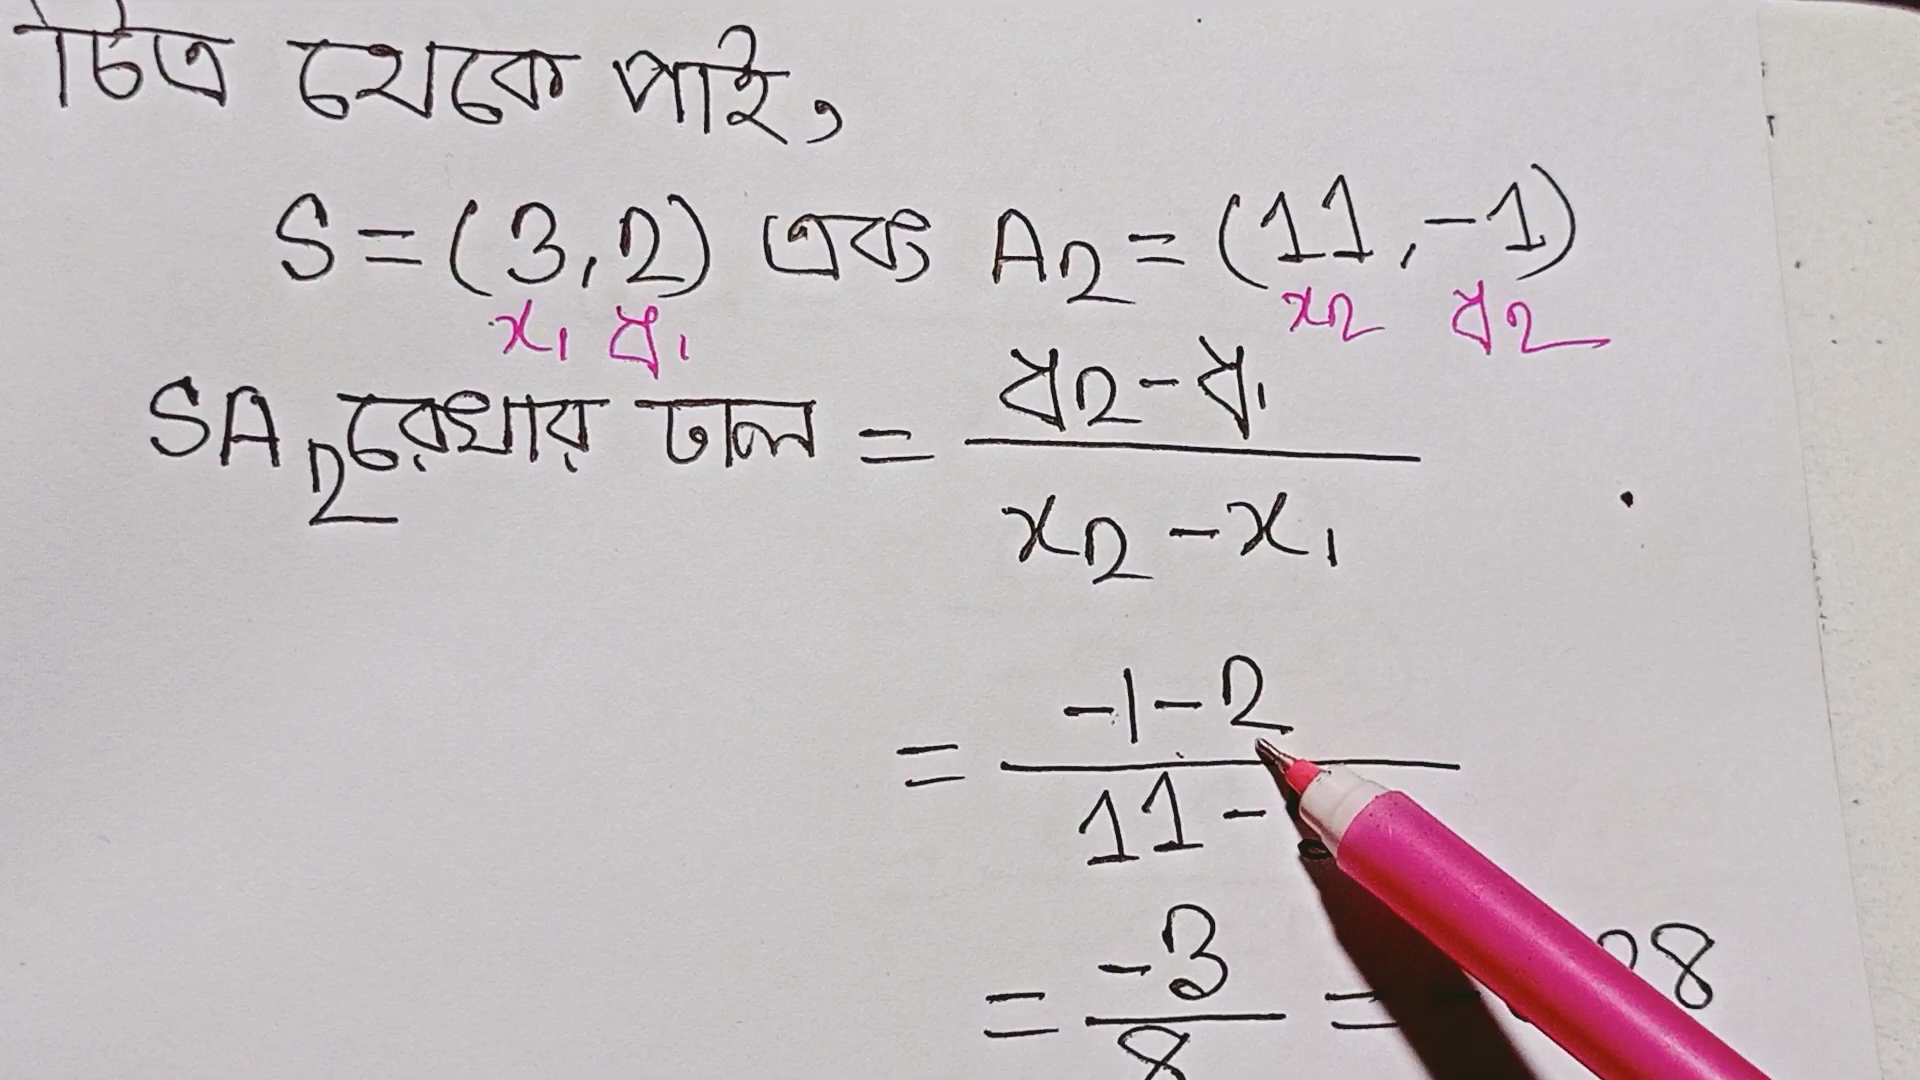 চিত্র থেকে পাই,
S = (3, 2) এবং A2 = (11, -1)
x1 y1 x2 y2
SA2 রেখার ঢাল = y2 - y1
x2 - x1
= -1 - 2
11 -
= -3 =
8